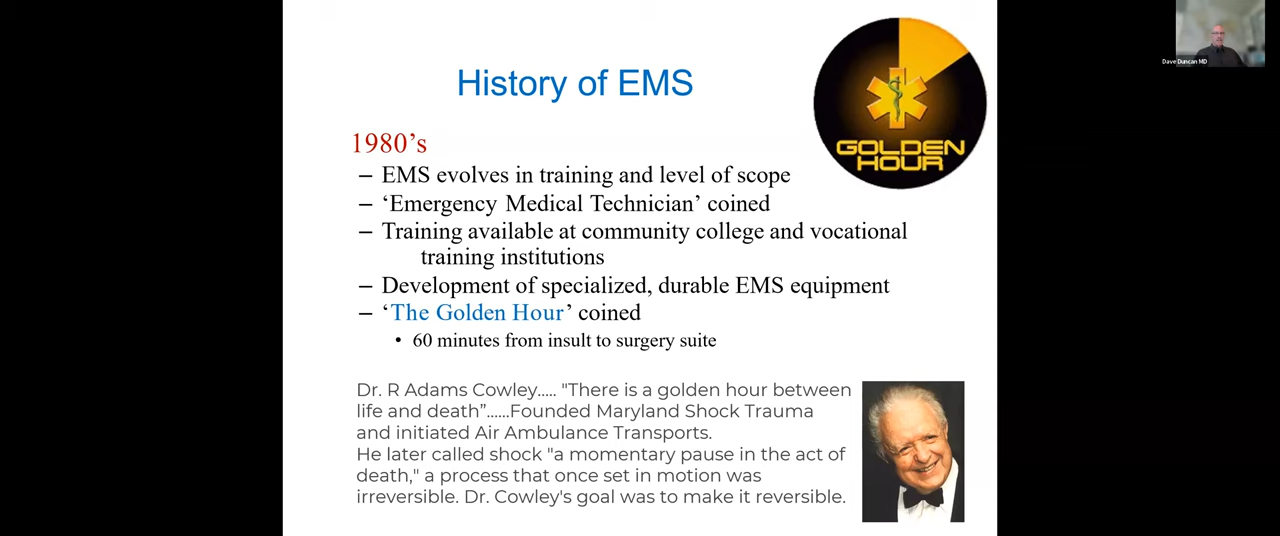 History of EMS
GOLDEN
HOUR
Dave Duncan MD
1980’s
– EMS evolves in training and level of scope
– ‘Emergency Medical Technician’ coined
– Training available at community college and vocational
training institutions
– Development of specialized, durable EMS equipment
– ‘The Golden Hour’ coined
• 60 minutes from insult to surgery suite
Dr. R Adams Cowley..... "There is a golden hour between
life and death”......Founded Maryland Shock Trauma
and initiated Air Ambulance Transports.
He later called shock "a momentary pause in the act of
death," a process that once set in motion was
irreversible. Dr. Cowley's goal was to make it reversible.